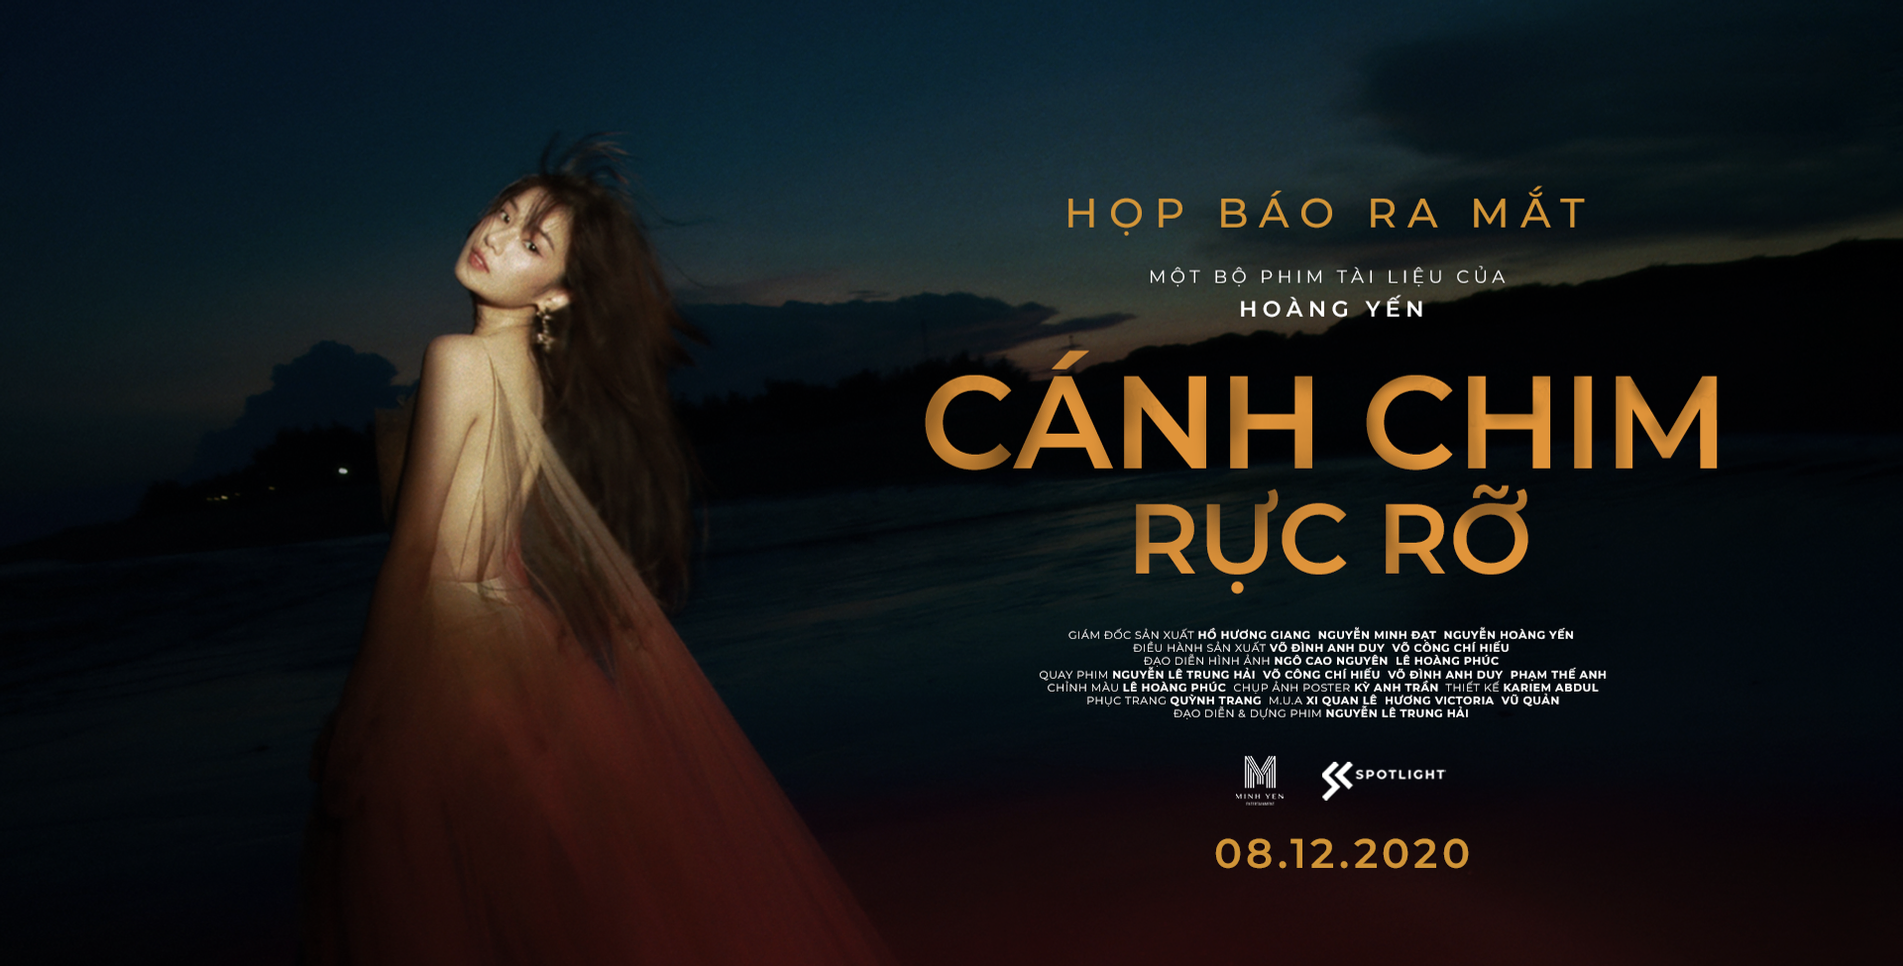 HỌP BÁO RA MẮT
MỘT BỘ PHIM TÀI LIỆU CỦA
HOÀNG YẾN
CÁNH CHIM
RỰC RỠ
GIÁM ĐỐC SẢN XUẤT HỒ HƯƠNG GIANG NGUYỄN MINH ĐẠT NGUYỄN HOÀNG YẾN
ĐIỀU HÀNH SẢN XUẤT VÕ ĐÌNH ANH DUY VÕ CÔNG CHÍ HIẾU
ĐẠO DIỄN HÌNH ẢNH NGÔ CAO NGUYÊN LÊ HOÀNG PHÚC
QUAY PHIM NGUYỄN LÊ TRUNG HẢI VÕ CÔNG CHÍ HIẾU VÕ ĐÌNH ANH DUY PHẠM THẾ ANH
CHỈNH MÀU LÊ HOÀNG PHÚC CHỤP ẢNH POSTER KỲ ANH TRẦN THIẾT KẾ KARIEM ABDUL
PHỤC TRANG QUỲNH TRANG M.U.A XI QUAN LÊ HƯƠNG VICTORIA VŨ QUẢN
ĐẠO DIỄN & DỰNG PHIM NGUYỄN LÊ TRUNG HẢI
MINH YEN
ENTERTAINMENT
SPOTLIGHT
08.12.2020